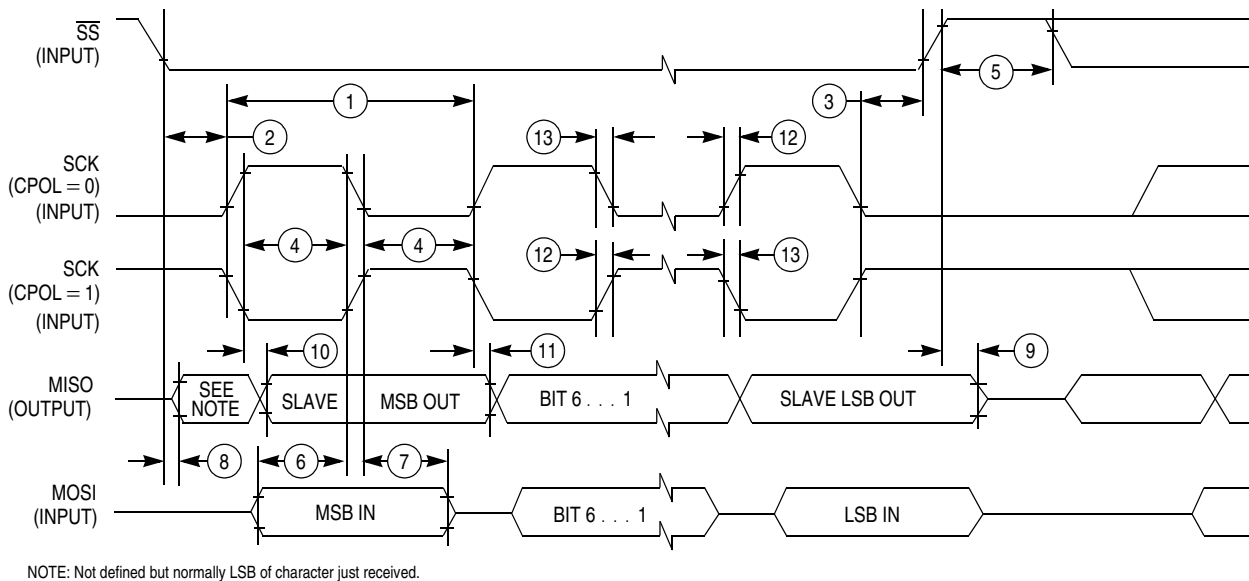 SS
(INPUT)
5
1
3
2
13
12
SCK
(CPOL = 0)
(INPUT)
4
4
12
13
SCK
(CPOL = 1)
(INPUT)
10
11
9
MISO
(OUTPUT)
SEE
NOTE
SLAVE
MSB OUT
BIT 6 . . . 1
SLAVE LSB OUT
8
6
7
MOSI
(INPUT)
MSB IN
BIT 6 . . . 1
LSB IN
NOTE: Not defined but normally LSB of character just received.